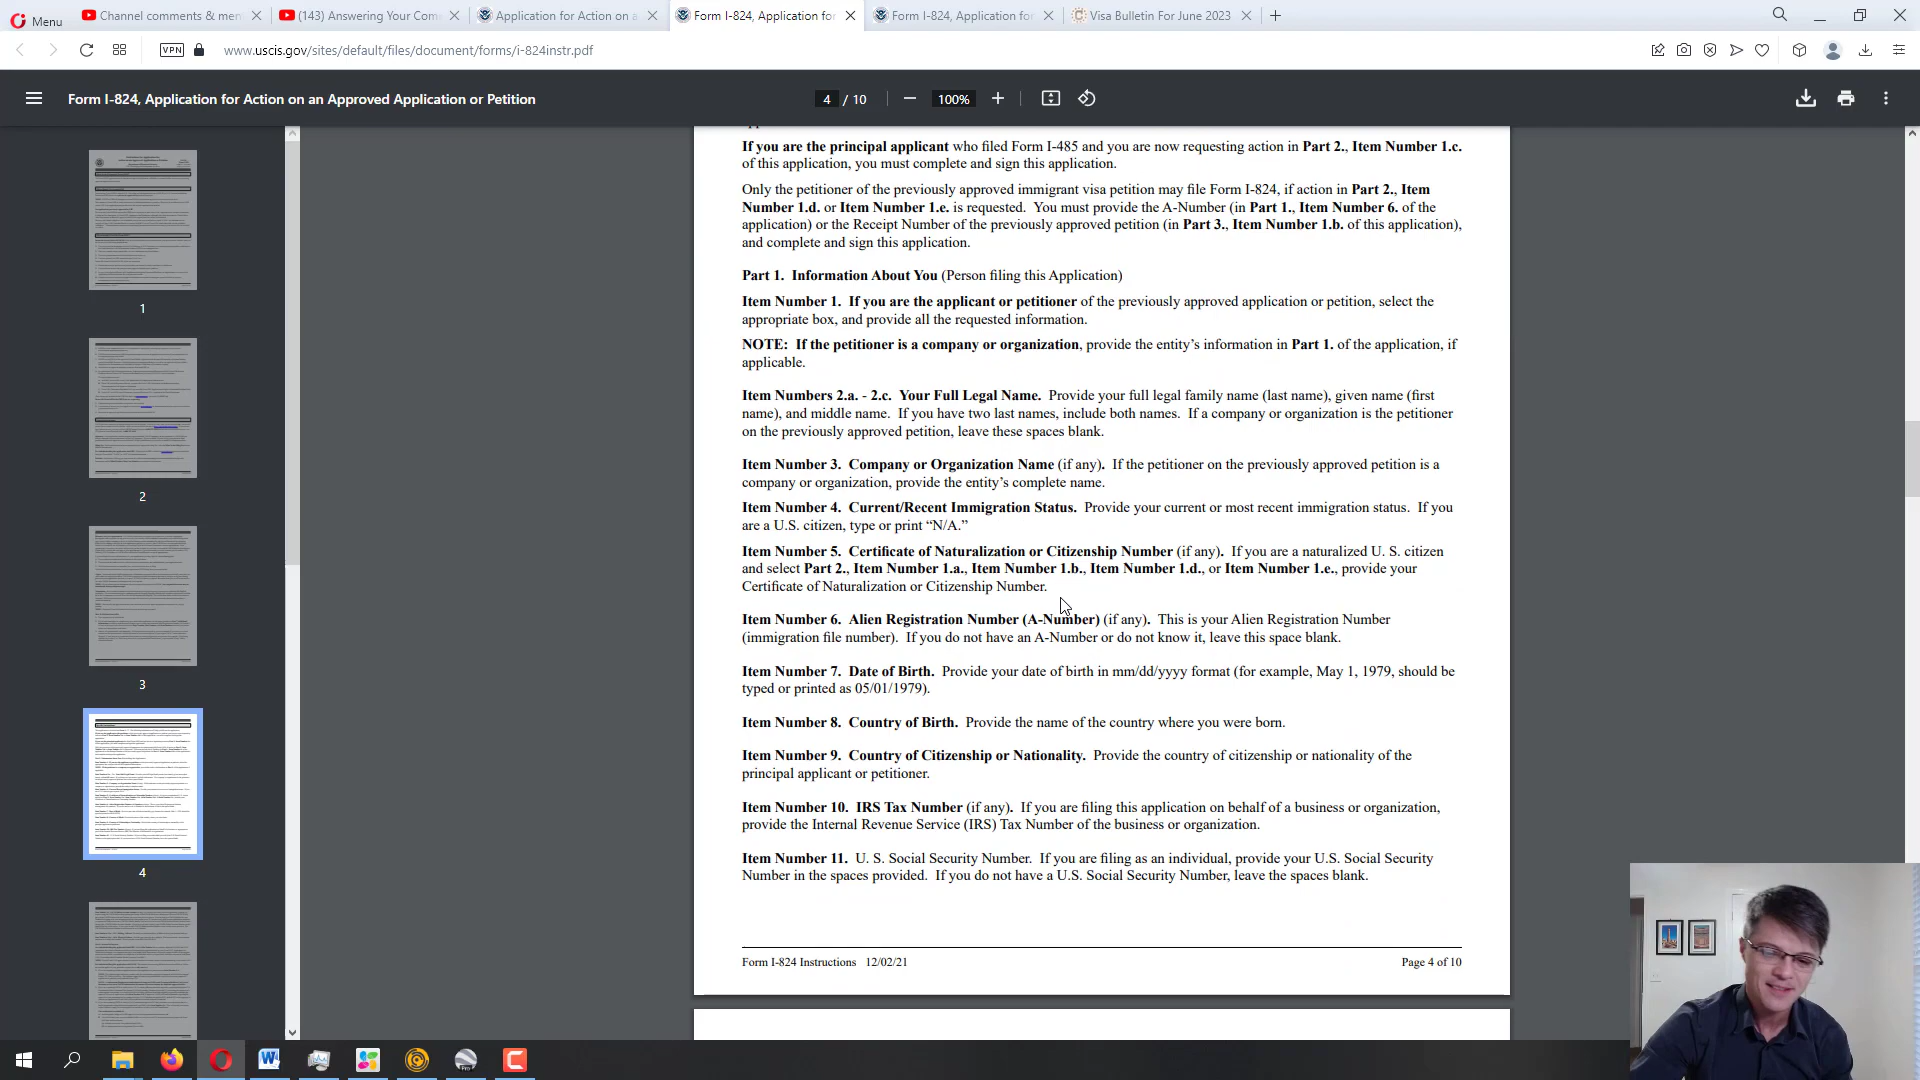 Menu
Channel comments & men
(143) Answering Your Com
Application for Action on a
Form I-824, Application for
Form I-824, Application for
Visa Bulletin For June 2023
VPN
www.uscis.gov/sites/default/files/document/forms/i-824instr.pdf
Form I-824, Application for Action on an Approved Application or Petition
4 / 10
100%
If you are the principal applicant who filed Form I-485 and you are now requesting action in Part 2., Item Number 1.c.
of this application, you must complete and sign this application.
Only the petitioner of the previously approved immigrant visa petition may file Form I-824, if action in Part 2., Item
Number 1.d. or Item Number 1.e. is requested. You must provide the A-Number (in Part 1., Item Number 6. of the
application) or the Receipt Number of the previously approved petition (in Part 3., Item Number 1.b. of this application),
and complete and sign this application.
Part 1. Information About You (Person filing this Application)
Item Number 1. If you are the applicant or petitioner of the previously approved application or petition, select the
appropriate box, and provide all the requested information.
NOTE: If the petitioner is a company or organization, provide the entity’s information in Part 1. of the application, if
applicable.
Item Numbers 2.a. - 2.c. Your Full Legal Name. Provide your full legal family name (last name), given name (first
name), and middle name. If you have two last names, include both names. If a company or organization is the petitioner
on the previously approved petition, leave these spaces blank.
Item Number 3. Company or Organization Name (if any). If the petitioner on the previously approved petition is a
company or organization, provide the entity’s complete name.
Item Number 4. Current/Recent Immigration Status. Provide your current or most recent immigration status. If you
are a U.S. citizen, type or print “N/A.”
Item Number 5. Certificate of Naturalization or Citizenship Number (if any). If you are a naturalized U. S. citizen
and select Part 2., Item Number 1.a., Item Number 1.b., Item Number 1.d., or Item Number 1.e., provide your
Certificate of Naturalization or Citizenship Number.
Item Number 6. Alien Registration Number (A-Number) (if any). This is your Alien Registration Number
(immigration file number). If you do not have an A-Number or do not know it, leave this space blank.
Item Number 7. Date of Birth. Provide your date of birth in mm/dd/yyyy format (for example, May 1, 1979, should be
typed or printed as 05/01/1979).
Item Number 8. Country of Birth. Provide the name of the country where you were born.
Item Number 9. Country of Citizenship or Nationality. Provide the country of citizenship or nationality of the
principal applicant or petitioner.
Item Number 10. IRS Tax Number (if any). If you are filing this application on behalf of a business or organization,
provide the Internal Revenue Service (IRS) Tax Number of the business or organization.
Item Number 11. U. S. Social Security Number. If you are filing as an individual, provide your U.S. Social Security
Number in the spaces provided. If you do not have a U.S. Social Security Number, leave the spaces blank.
Form I-824 Instructions 12/02/21
Page 4 of 10
1
2
3
4